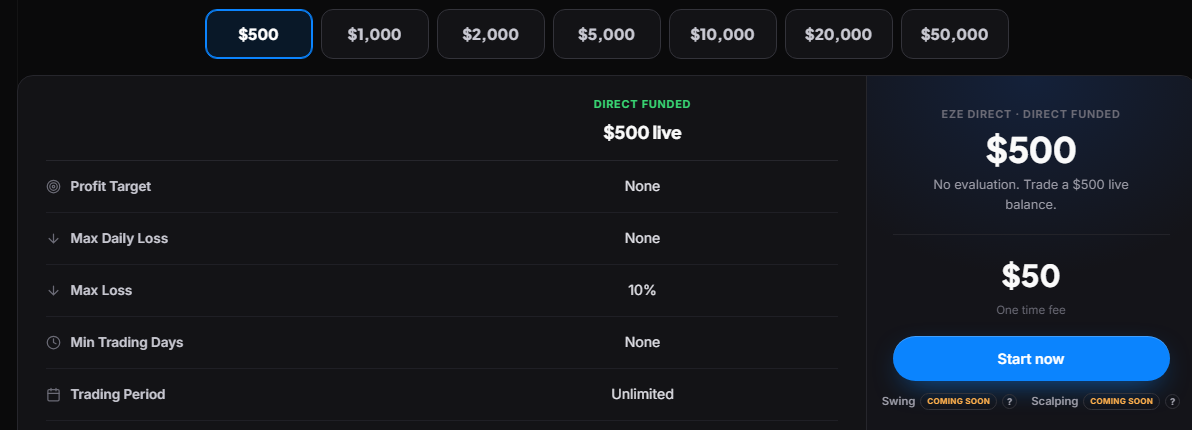 $500 $1,000 $2,000 $5,000 $10,000 $20,000 $50,000
DIRECT FUNDED
$500 live
Profit Target None
Max Daily Loss None
Max Loss 10%
Min Trading Days None
Trading Period Unlimited
EZE DIRECT · DIRECT FUNDED
$500
No evaluation. Trade a $500 live
balance.
$50
One time fee
Start now
Swing COMING SOON ? Scalping COMING SOON ?